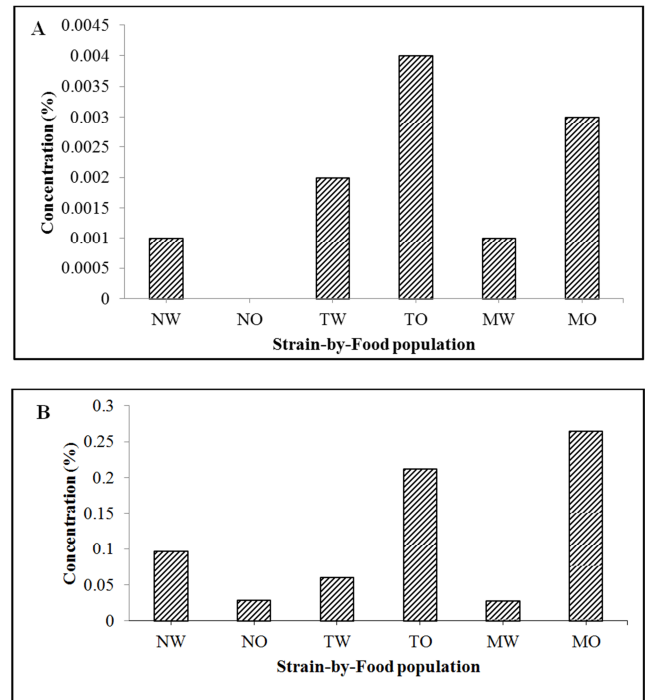 A
0.0045
0.004
0.0035
0.003
0.0025
0.002
0.0015
0.001
0.0005
0
Concentration (%)
NW NO TW TO MW MO
Strain-by-Food population
B
0.3
0.25
0.2
0.15
0.1
0.05
0
Concentration (%)
NW NO TW TO MW MO
Strain-by-Food population